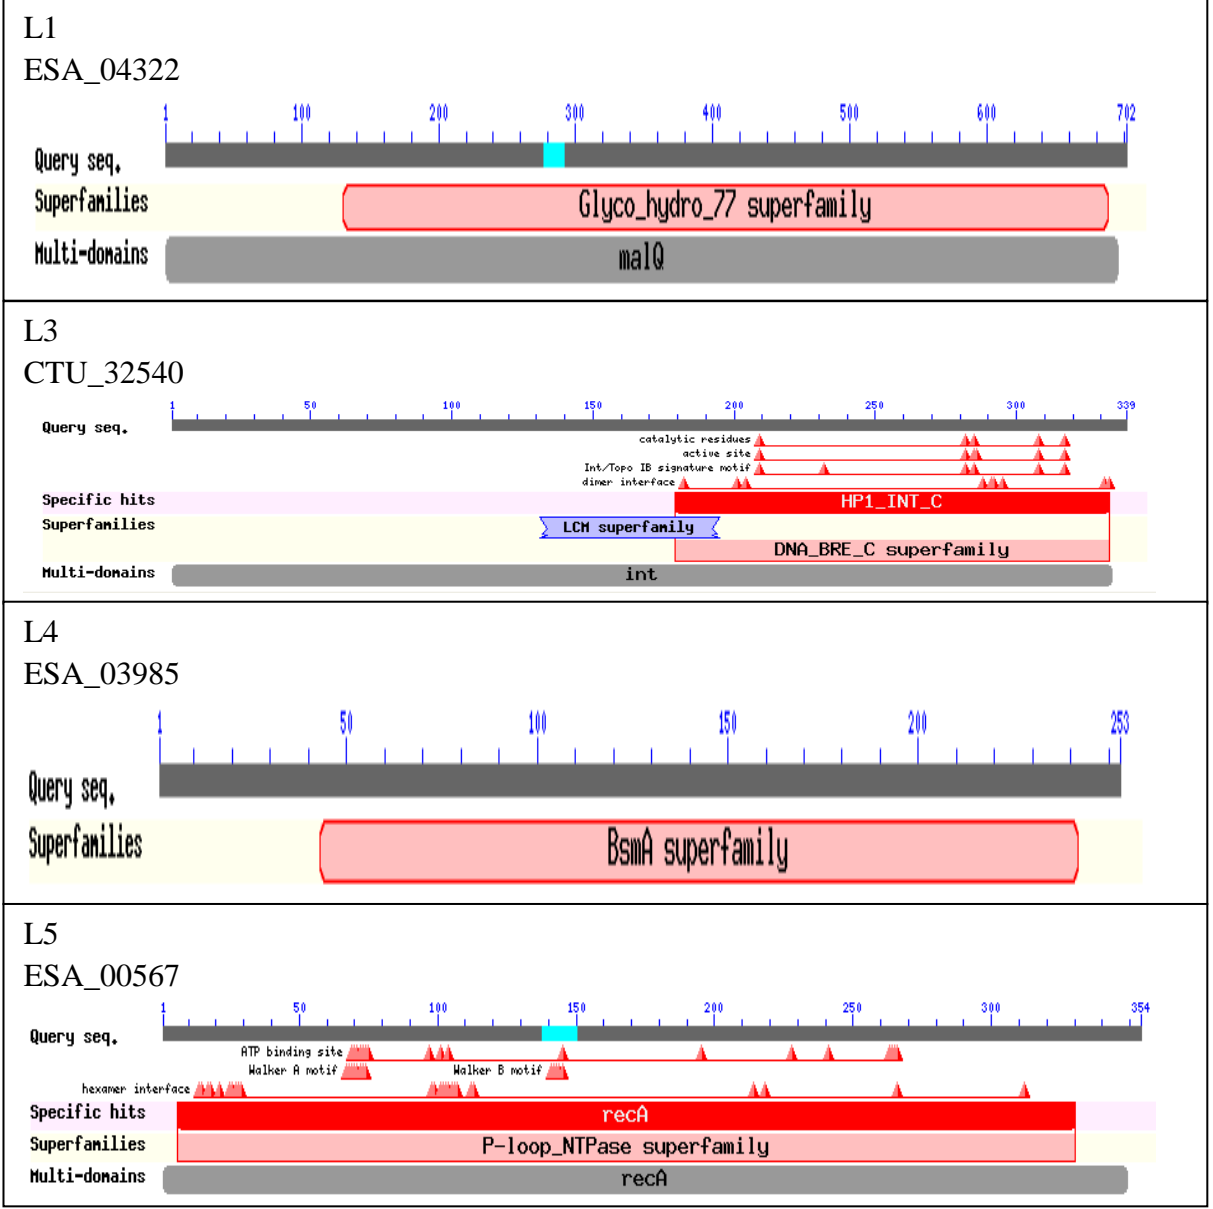 L1
ESA_04322
1 100 200 300 400 500 600 702
Query seq.
Superfamilies Glyco_hydro_77 superfamily
Multi-domains malQ
L3
CTU_32540
1 50 100 150 200 250 300 339
Query seq.
catalytic residues
active site
Int/Topo IB signature motif
dimer interface
Specific hits HP1_INT_C
Superfamilies LCM superfamily
DNA_BRE_C superfamily
Multi-domains int
L4
ESA_03985
1 50 100 150 200 253
Query seq.
Superfamilies BsmA superfamily
L5
ESA_00567
1 50 100 150 200 250 300 354
Query seq.
ATP binding site
Walker A motif Walker B motif
hexamer interface
Specific hits recA
Superfamilies P-loop_NTPase superfamily
Multi-domains recA